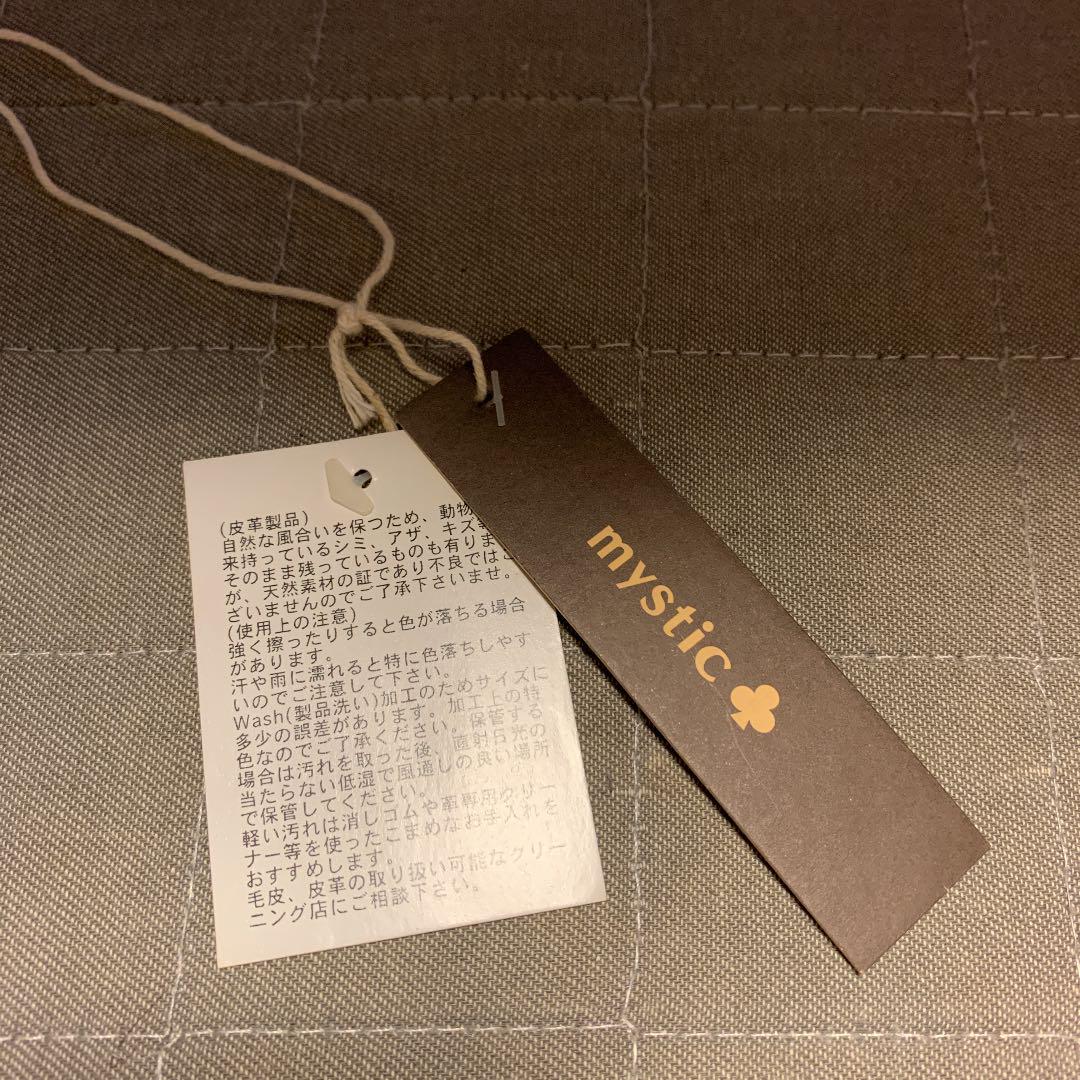 (皮革製品)
自然な風合いを保つため、動物
来持っているシミ、アザ、キズ等
そのまま残っているものも有りま
が、天然素材の証であり不良ではご
ざいませんのでご了承下さいませ。
(使用上の注意)
強く擦ったりすると色が落ちる場合
があります。
汗や雨に濡れると特に色落ちしやす
いのでご注意して下さい。
Wash(製品洗い)加工のためサイズに
多少の誤差があります。加工上の特
色なのでご了承ください。保管する
場合は汚れを取った後、直射日光の
当たらない低湿で風通しの良い場所
で保管してください。
軽い汚れは消しゴムや革専用クリー
ナー等を使ったこまめなお手入れを
おすすめします。
毛皮、皮革の取り扱い可能なクリー
ニング店にご相談下さい。
mystic